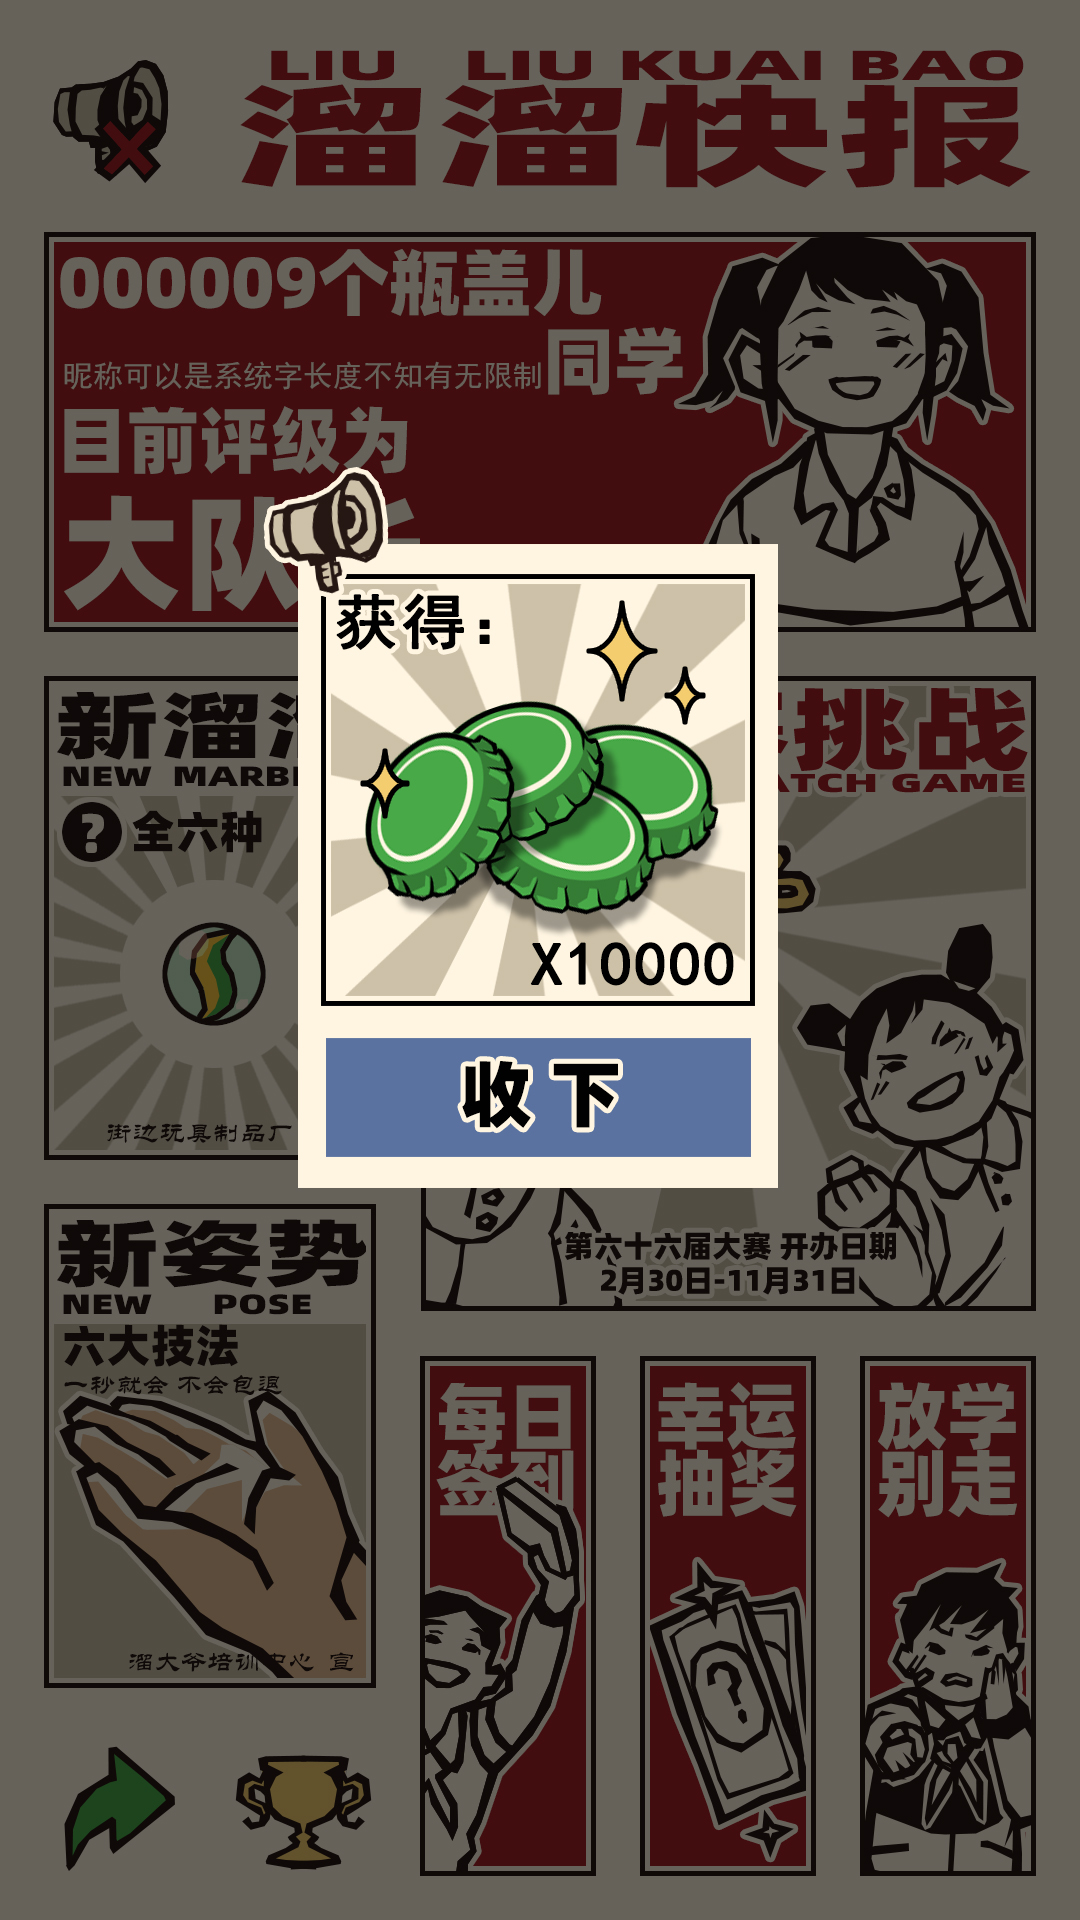 LIU LIU KUAI BAO
溜溜快报
000009个瓶盖儿
昵称可以是系统字长度不知有无限制同学
目前评级为
大队
获得：
X10000
收下
新溜
NEW MARB
?全六种
街边玩具制品厂
挑战
ATCH GAME
第六十六届大赛 开办日期
2月30日-11月31日
新姿势
NEW POSE
六大技法
一秒就会 不会包退
溜大爷培训中心 宣
每日
签到
幸运
抽奖
?
放学
别走